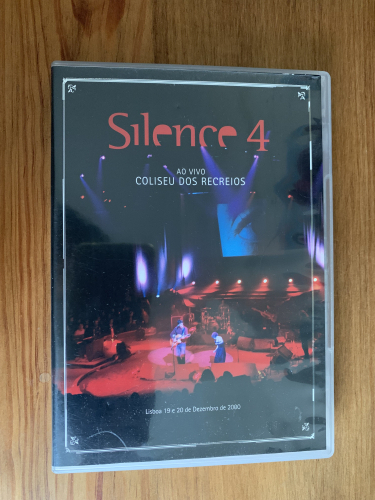 Silence 4
AO VIVO
COLISEU DOS RECREIOS
Lisboa 19 e 20 de Dezembro de 2000